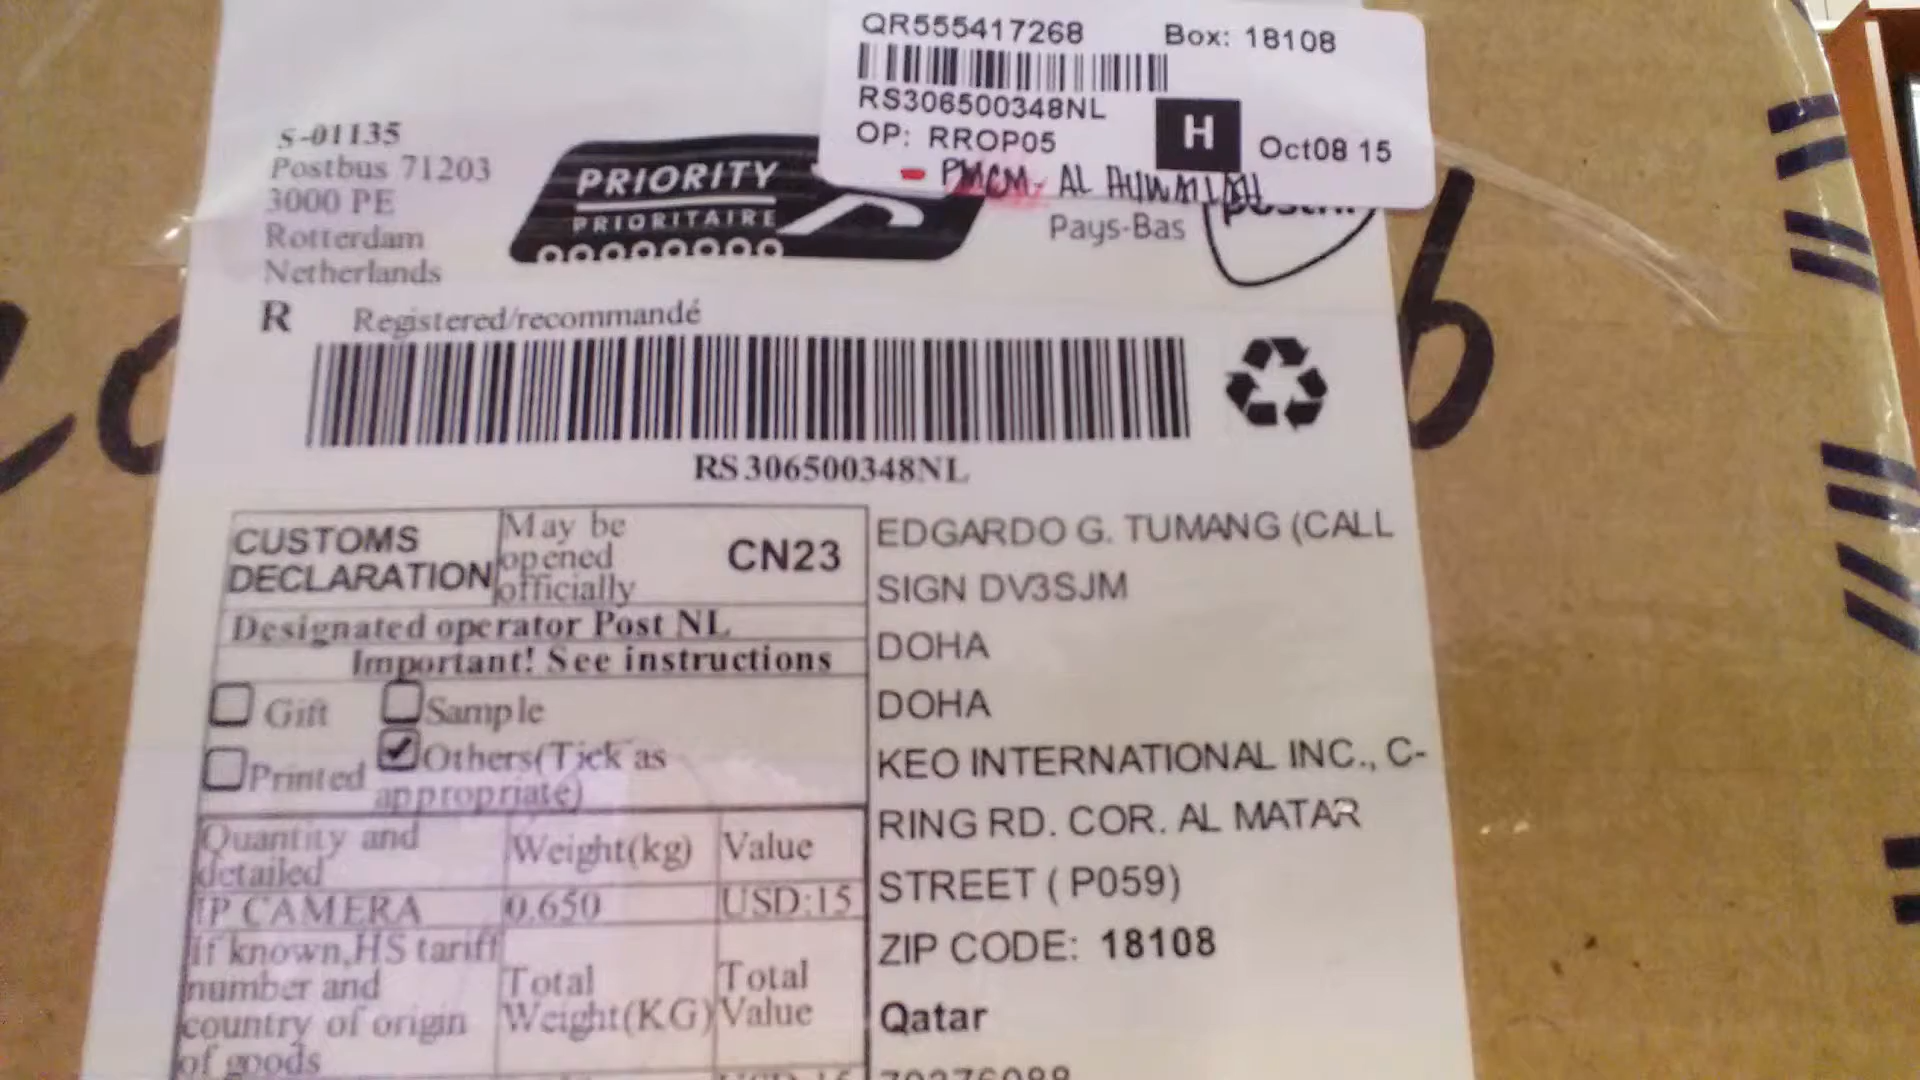 QR555417268 Box: 18108
RS306500348NL
OP: RROP05 H Oct08 15
AL
S-01135
Postbus 71203
3000 PE
Rotterdam
Netherlands
PRIORITY
PRIORITAIRE
Pays-Bas
R Registered/recommandé
RS306500348NL
CUSTOMS
DECLARATION
May be
opened
officially
CN23
Designated operator Post NL
Important! See instructions
Gift Sample
Printed Others(Tick as
appropriate)
Quantity and
detailed
Weight(kg) Value
IP CAMERA 0.650 USD:15
if known,HS tariff
number and
country of origin
of goods
Total
Weight(KG)
Total
Value
EDGARDO G. TUMANG (CALL
SIGN DV3SJM
DOHA
DOHA
KEO INTERNATIONAL INC., C-
RING RD. COR. AL MATAR
STREET ( P059)
ZIP CODE: 18108
Qatar